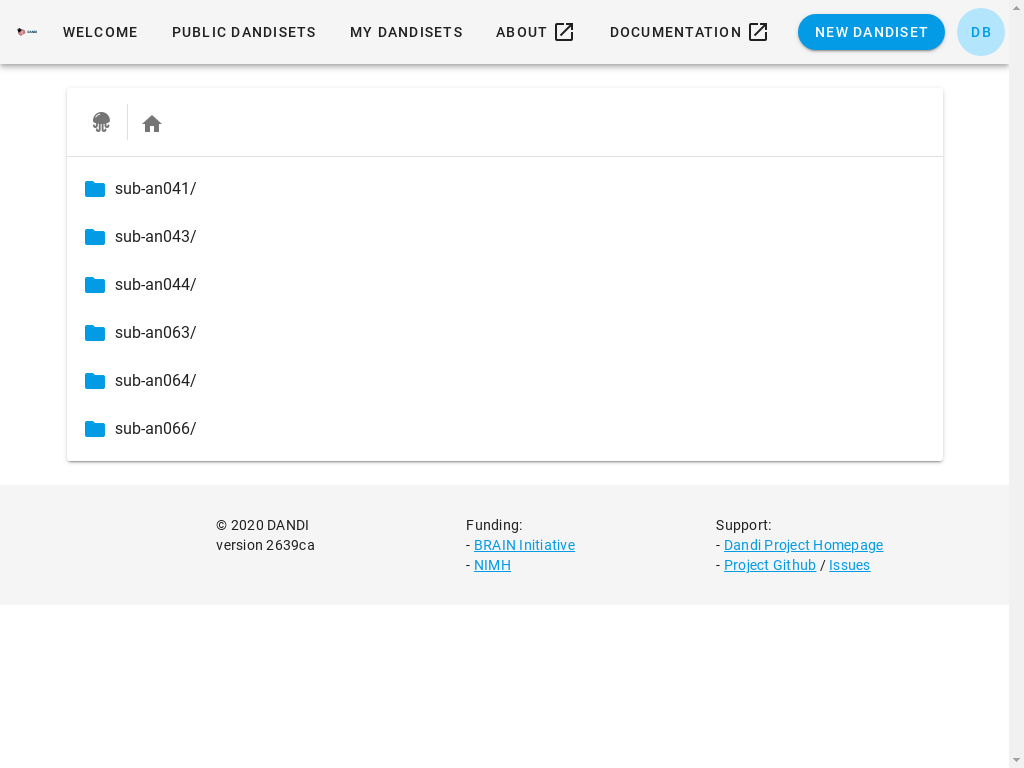 WELCOME PUBLIC DANDISETS MY DANDISETS ABOUT DOCUMENTATION NEW DANDISET DB
sub-an041/
sub-an043/
sub-an044/
sub-an063/
sub-an064/
sub-an066/
© 2020 DANDI
version 2639ca
Funding:
- BRAIN Initiative
- NIMH
Support:
- Dandi Project Homepage
- Project Github / Issues